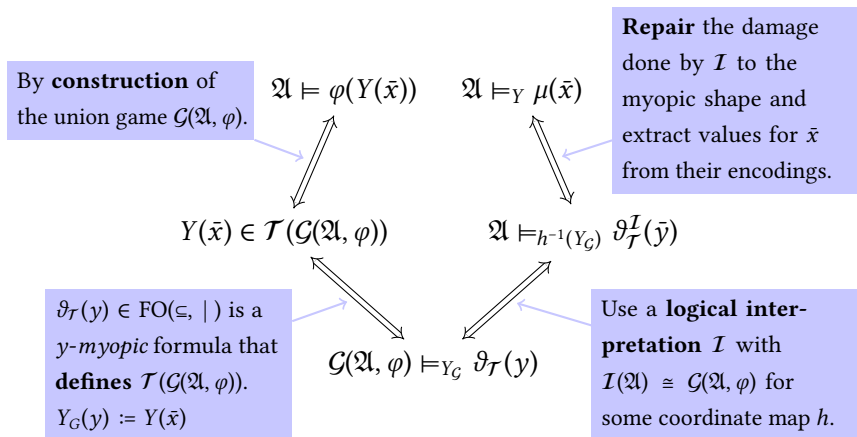 By construction of
the union game 𝒢(𝔄, φ).
𝔄 ⊨ φ(Y(x̄))
𝔄 ⊨_Y μ(x̄)
Repair the damage
done by ℐ to the
myopic shape and
extract values for x̄
from their encodings.
Y(x̄) ∈ 𝒯(𝒢(𝔄, φ))
𝔄 ⊨_{h⁻¹(Y_𝒢)} ϑ_𝒯^ℐ(ȳ)
ϑ_𝒯(y) ∈ FO(⊆, | ) is a
y-myopic formula that
defines 𝒯(𝒢(𝔄, φ)).
Y_G(y) ≔ Y(x̄)
𝒢(𝔄, φ) ⊨_{Y_𝒢} ϑ_𝒯(y)
Use a logical inter-
pretation ℐ with
ℐ(𝔄) ≅ 𝒢(𝔄, φ) for
some coordinate map h.